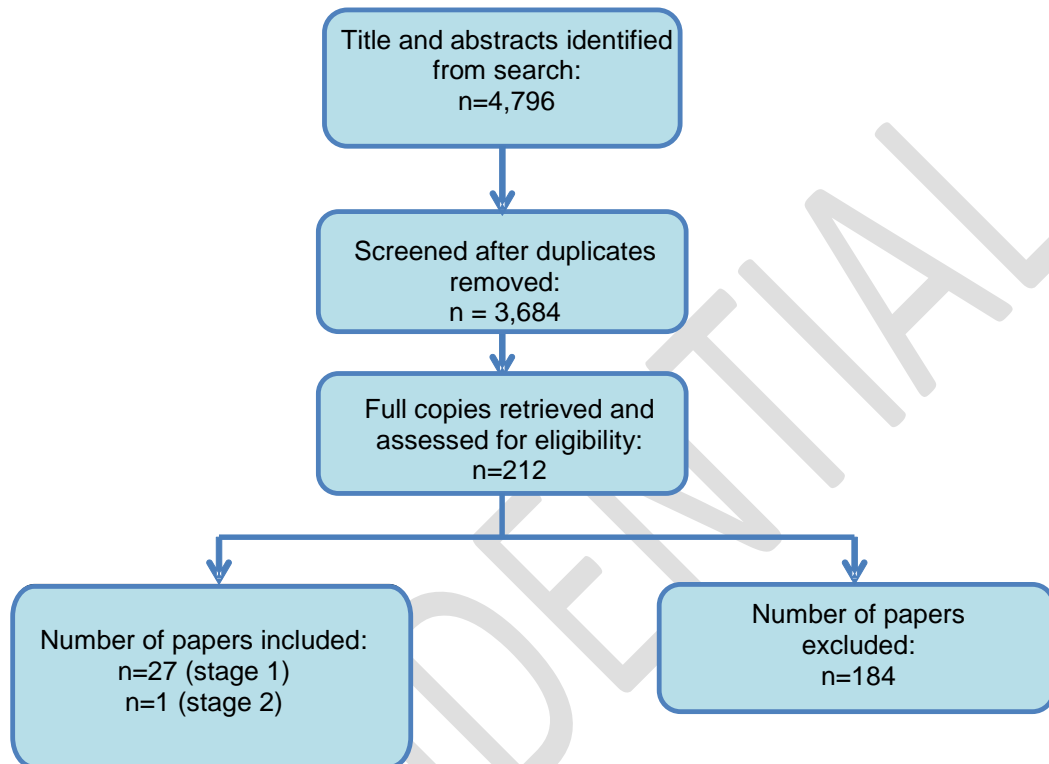 Title and abstracts identified
from search:
n=4,796
Screened after duplicates
removed:
n = 3,684
Full copies retrieved and
assessed for eligibility:
n=212
Number of papers included:
n=27 (stage 1)
n=1 (stage 2)
Number of papers
excluded:
n=184
DENTIAL